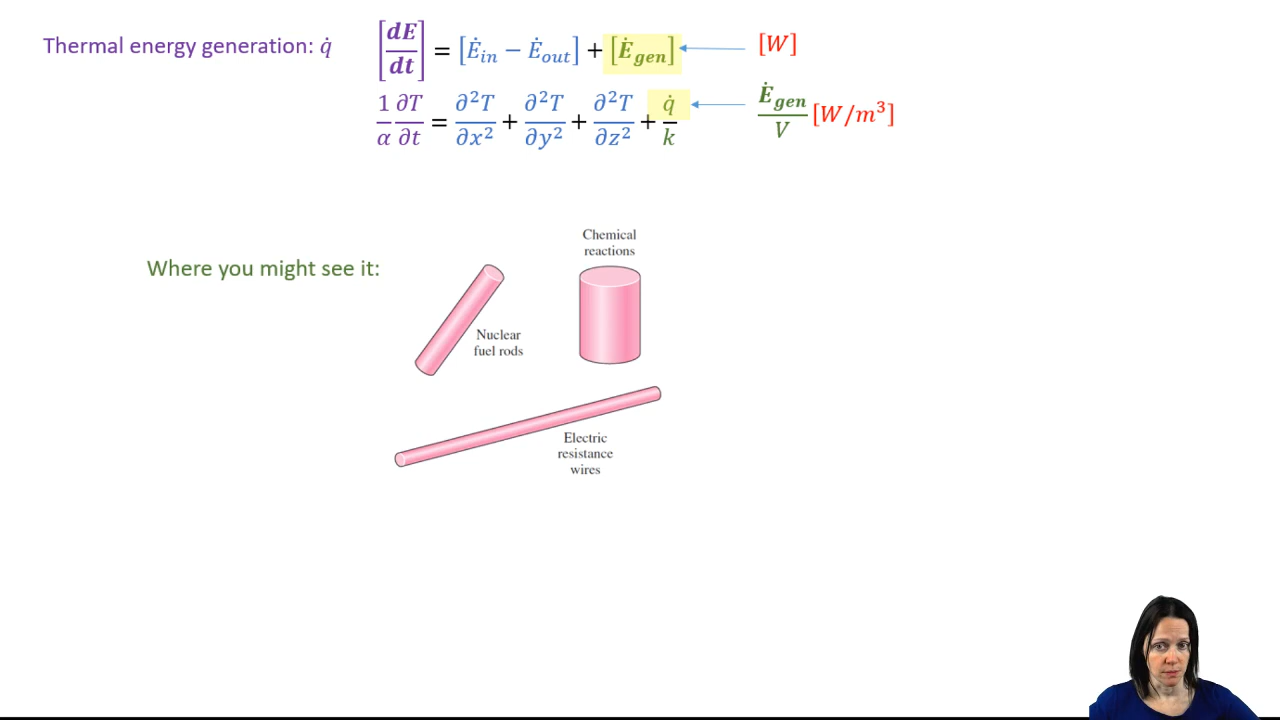 Thermal energy generation: q̇
[dE/dt] = [Ė_in − Ė_out] + [Ė_gen] [W]
1/α ∂T/∂t = ∂²T/∂x² + ∂²T/∂y² + ∂²T/∂z² + q̇/k Ė_gen/V [W/m³]
Where you might see it:
Chemical
reactions
Nuclear
fuel rods
Electric
resistance
wires